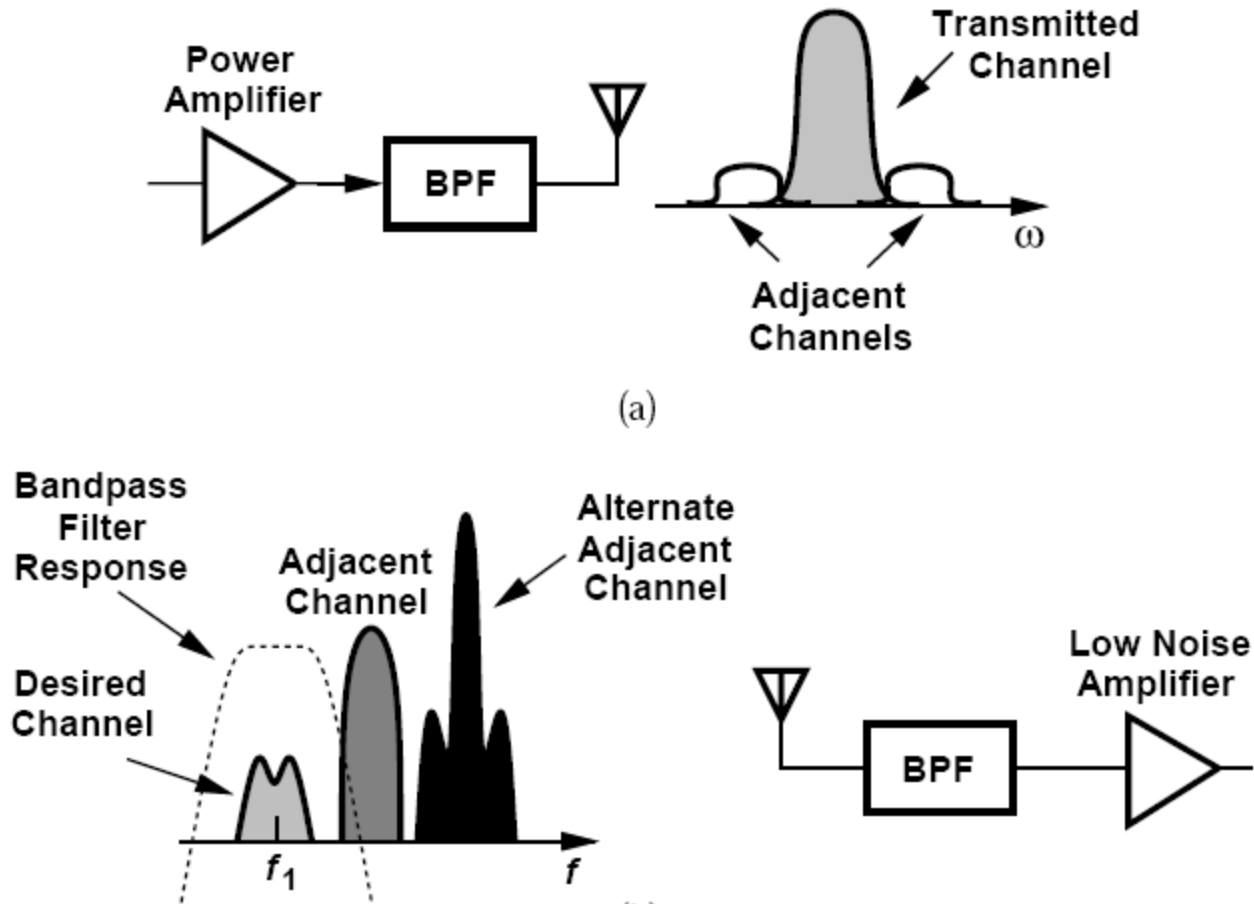 Power
Amplifier
BPF
Transmitted
Channel
ω
Adjacent
Channels
(a)
Bandpass
Filter
Response
Desired
Channel
Adjacent
Channel
Alternate
Adjacent
Channel
f1
f
BPF
Low Noise
Amplifier